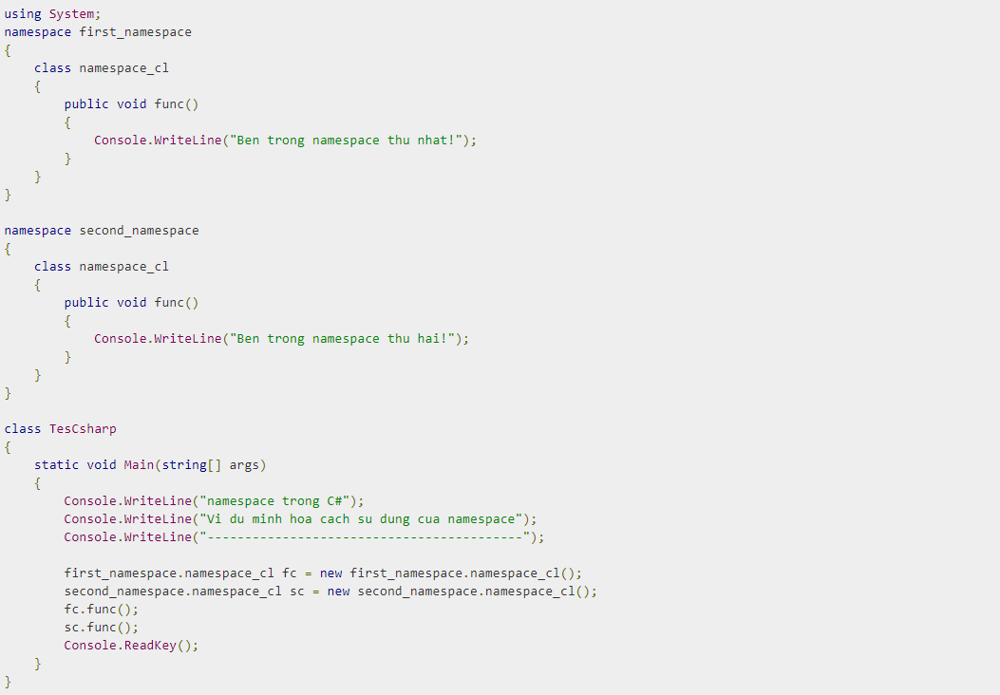 using System;
namespace first_namespace
{
    class namespace_cl
    {
        public void func()
        {
            Console.WriteLine("Ben trong namespace thu nhat!");
        }
    }
}

namespace second_namespace
{
    class namespace_cl
    {
        public void func()
        {
            Console.WriteLine("Ben trong namespace thu hai!");
        }
    }
}

class TesCsharp
{
    static void Main(string[] args)
    {
        Console.WriteLine("namespace trong C#");
        Console.WriteLine("Vi du minh hoa cach su dung cua namespace");
        Console.WriteLine("------------------------------------------");

        first_namespace.namespace_cl fc = new first_namespace.namespace_cl();
        second_namespace.namespace_cl sc = new second_namespace.namespace_cl();
        fc.func();
        sc.func();
        Console.ReadKey();
    }
}